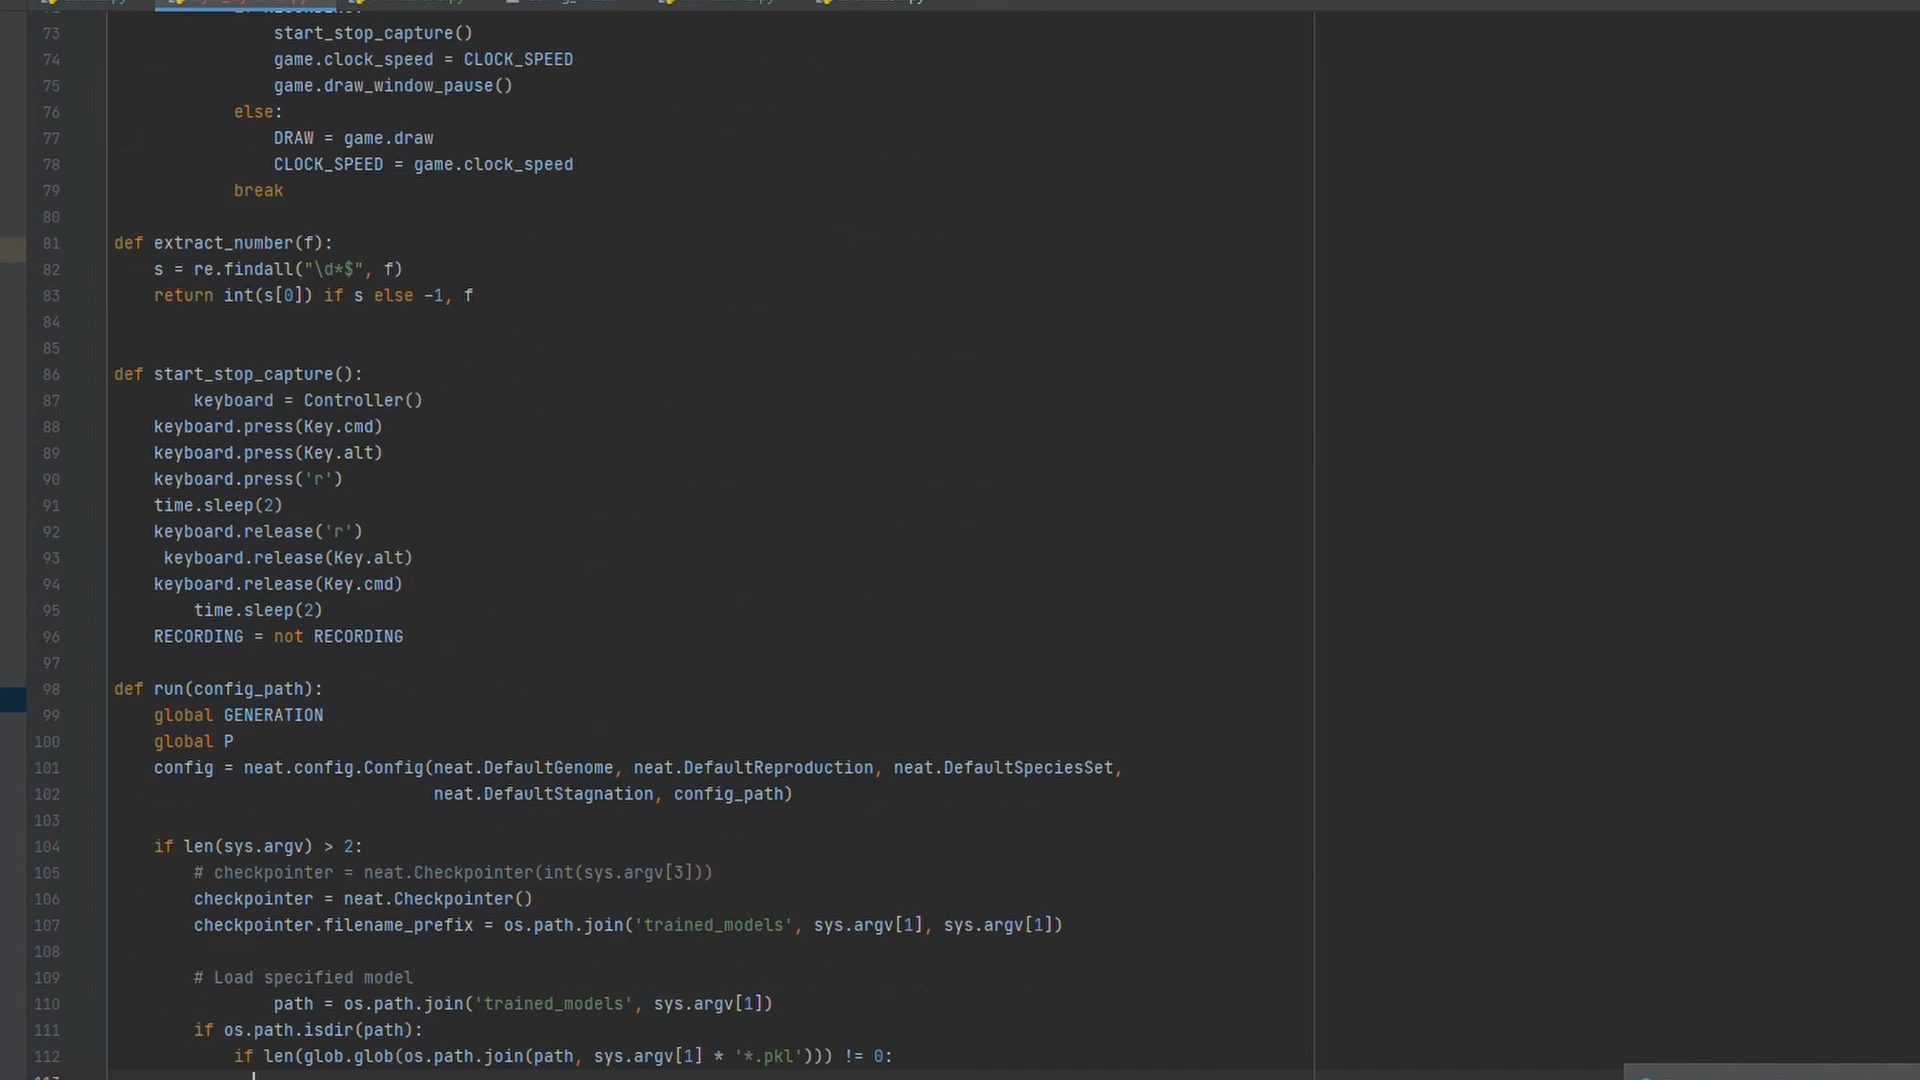 73                     start_stop_capture()
74                     game.clock_speed = CLOCK_SPEED
75                     game.draw_window_pause()
76                 else:
77                     DRAW = game.draw
78                     CLOCK_SPEED = game.clock_speed
79                 break
80
81     def extract_number(f):
82         s = re.findall("\d*$", f)
83         return int(s[0]) if s else -1, f
84
85
86     def start_stop_capture():
87             keyboard = Controller()
88         keyboard.press(Key.cmd)
89         keyboard.press(Key.alt)
90         keyboard.press('r')
91         time.sleep(2)
92         keyboard.release('r')
93          keyboard.release(Key.alt)
94         keyboard.release(Key.cmd)
95             time.sleep(2)
96         RECORDING = not RECORDING
97
98     def run(config_path):
99         global GENERATION
100        global P
101        config = neat.config.Config(neat.DefaultGenome, neat.DefaultReproduction, neat.DefaultSpeciesSet,
102                                    neat.DefaultStagnation, config_path)
103
104        if len(sys.argv) > 2:
105            # checkpointer = neat.Checkpointer(int(sys.argv[3]))
106            checkpointer = neat.Checkpointer()
107            checkpointer.filename_prefix = os.path.join('trained_models', sys.argv[1], sys.argv[1])
108
109            # Load specified model
110                    path = os.path.join('trained_models', sys.argv[1])
111            if os.path.isdir(path):
112                if len(glob.glob(os.path.join(path, sys.argv[1] * '*.pkl'))) != 0: